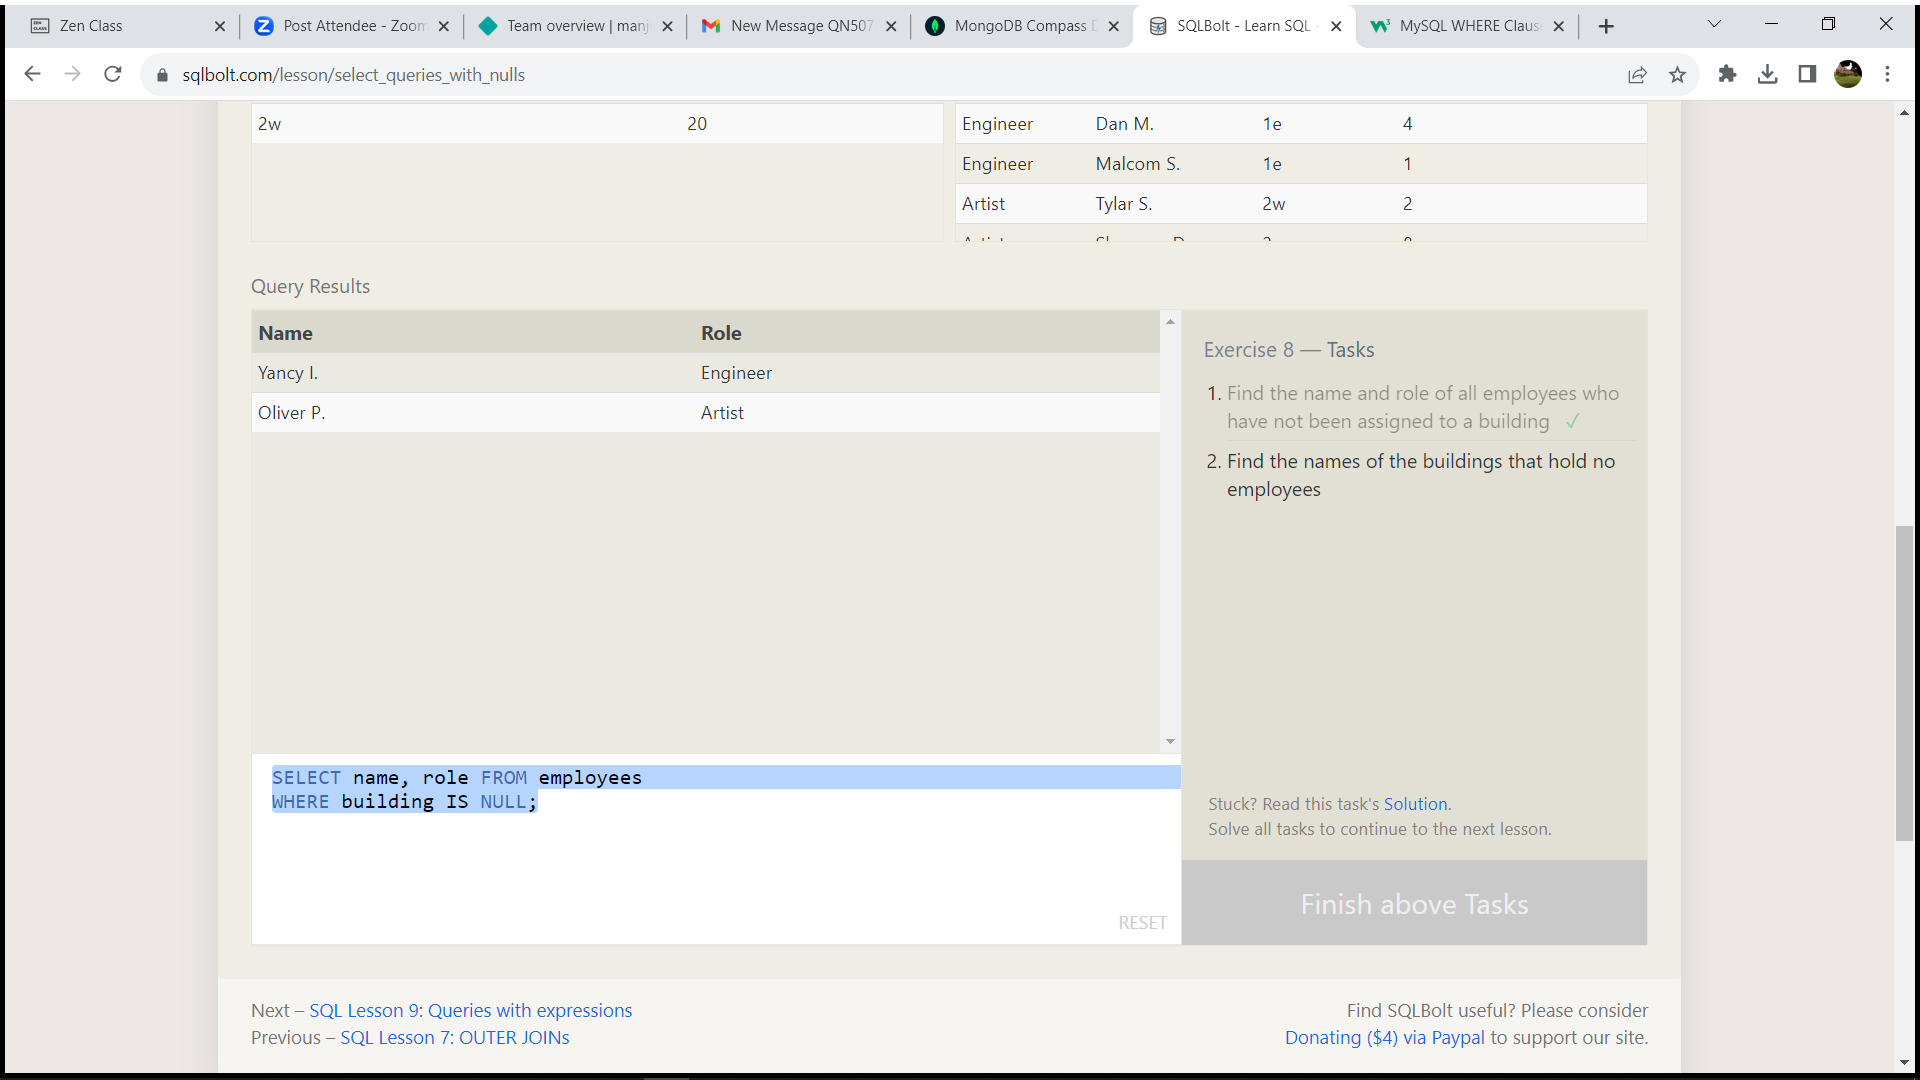 Zen Class
Post Attendee - Zoom
Team overview | manj
New Message QN507
MongoDB Compass D
SQLBolt - Learn SQL -
MySQL WHERE Claus
sqlbolt.com/lesson/select_queries_with_nulls
2w 20
Engineer Dan M. 1e 4
Engineer Malcom S. 1e 1
Artist Tylar S. 2w 2
Query Results
Name Role
Yancy I. Engineer
Oliver P. Artist
Exercise 8 — Tasks
1. Find the name and role of all employees who
have not been assigned to a building ✓
2. Find the names of the buildings that hold no
employees
SELECT name, role FROM employees
WHERE building IS NULL;
RESET
Stuck? Read this task's Solution.
Solve all tasks to continue to the next lesson.
Finish above Tasks
Next – SQL Lesson 9: Queries with expressions
Previous – SQL Lesson 7: OUTER JOINs
Find SQLBolt useful? Please consider
Donating ($4) via Paypal to support our site.